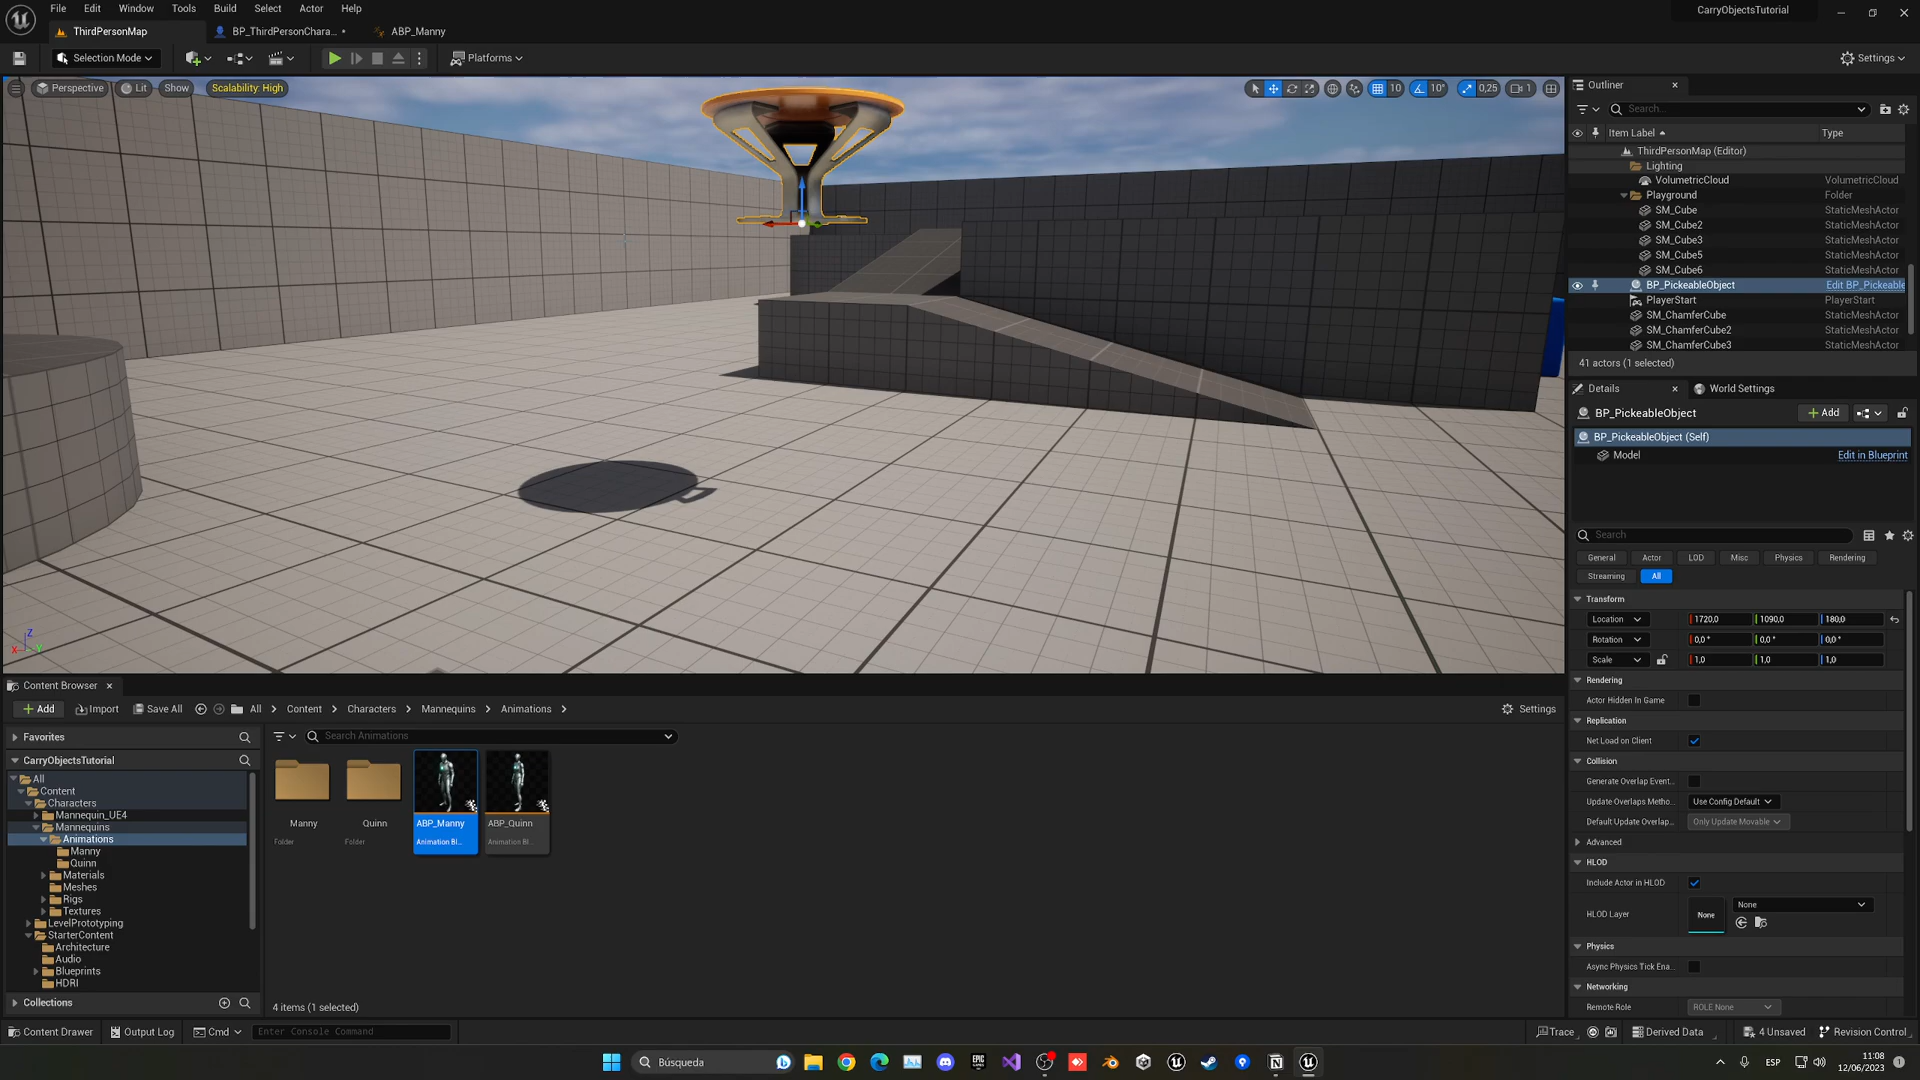 File Edit Window Tools Build Select Actor Help
CarryObjectsTutorial
ThirdPersonMap
BP_ThirdPersonChara... •
ABP_Manny
Selection Mode
Platforms
Settings
Perspective
Lit
Show
Scalability: High
10
10°
0,25
1
Outliner
Search...
Item Label
Type
ThirdPersonMap (Editor)
Lighting
VolumetricCloud VolumetricCloud
Playground Folder
SM_Cube StaticMeshActor
SM_Cube2 StaticMeshActor
SM_Cube3 StaticMeshActor
SM_Cube5 StaticMeshActor
SM_Cube6 StaticMeshActor
BP_PickeableObject Edit BP_Pickeable
PlayerStart PlayerStart
SM_ChamferCube StaticMeshActor
SM_ChamferCube2 StaticMeshActor
SM_ChamferCube3 StaticMeshActor
41 actors (1 selected)
Details
World Settings
BP_PickeableObject
Add
BP_PickeableObject (Self)
Model
Edit in Blueprint
Search
General Actor LOD Misc Physics Rendering
Streaming All
Transform
Location 1720,0 1090,0 180,0
Rotation 0,0 ° 0,0 ° 0,0 °
Scale 1,0 1,0 1,0
Rendering
Actor Hidden In Game
Replication
Net Load on Client
Collision
Generate Overlap Event..
Update Overlaps Metho.. Use Config Default
Default Update Overlap.. Only Update Movable
Advanced
HLOD
Include Actor in HLOD
HLOD Layer
None
None
Physics
Async Physics Tick Ena..
Networking
Remote Role ROLE None
Z
X
Y
Content Browser
Add Import Save All All Content Characters Mannequins Animations
Settings
Favorites
CarryObjectsTutorial
All
Content
Characters
Mannequin_UE4
Mannequins
Animations
Manny
Quinn
Materials
Meshes
Rigs
Textures
LevelPrototyping
StarterContent
Architecture
Audio
Blueprints
HDRI
Collections
Search Animations
Manny
Folder
Quinn
Folder
ABP_Manny
Animation Bl...
ABP_Quinn
Animation Bl...
4 items (1 selected)
Content Drawer Output Log Cmd Enter Console Command
Trace Derived Data 4 Unsaved Revision Control
Búsqueda
EPIC
GAMES
ESP
11:08
12/06/2023
1